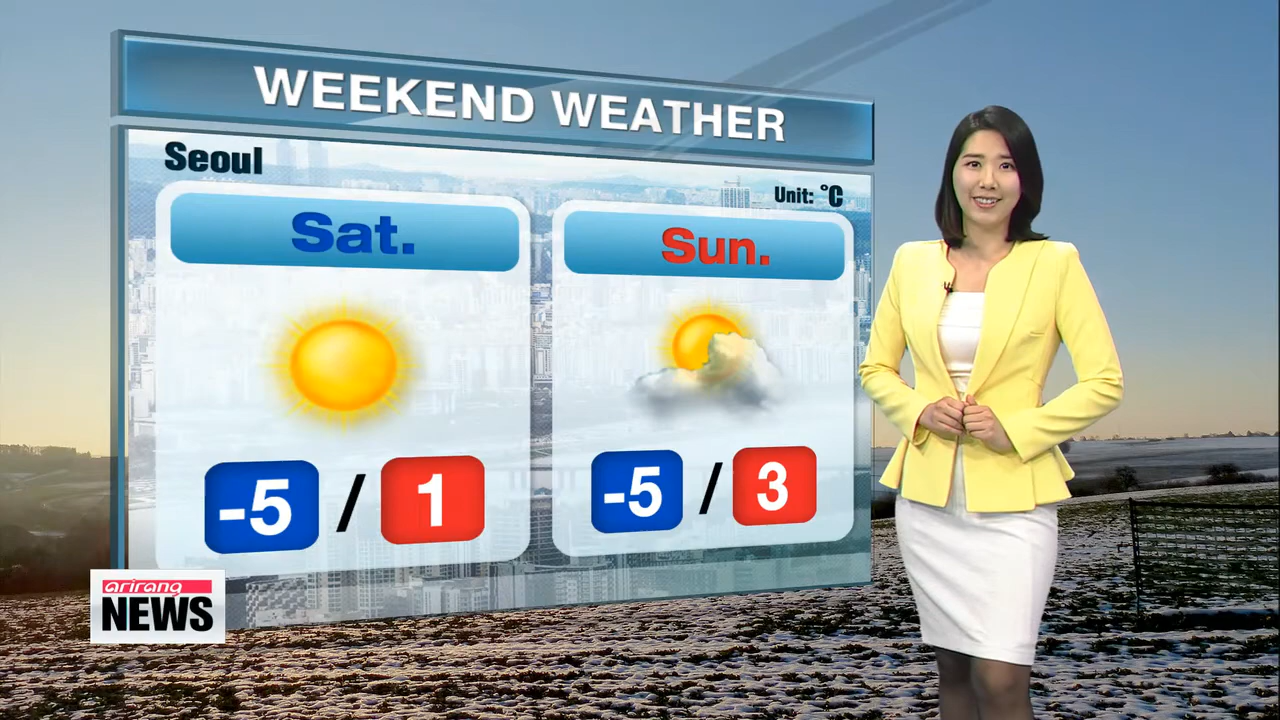 WEEKEND WEATHER
Seoul
Unit: °C
Sat.
Sun.
-5 / 1
-5 / 3
arirang
NEWS